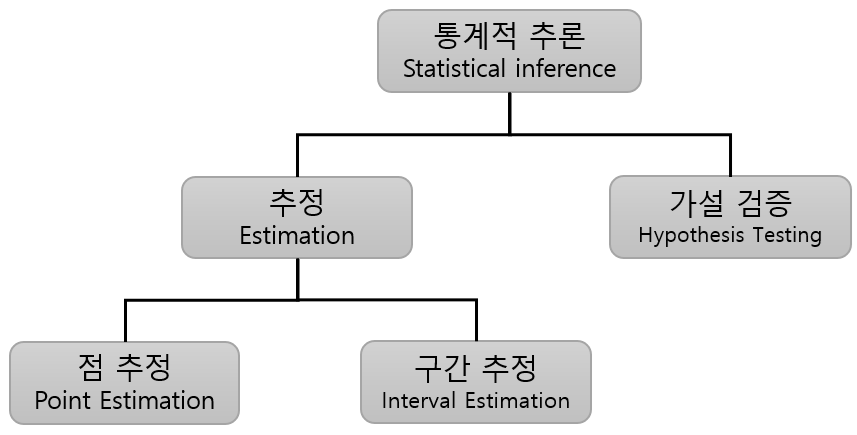 통계적 추론
Statistical inference
추정
Estimation
가설 검증
Hypothesis Testing
점 추정
Point Estimation
구간 추정
Interval Estimation